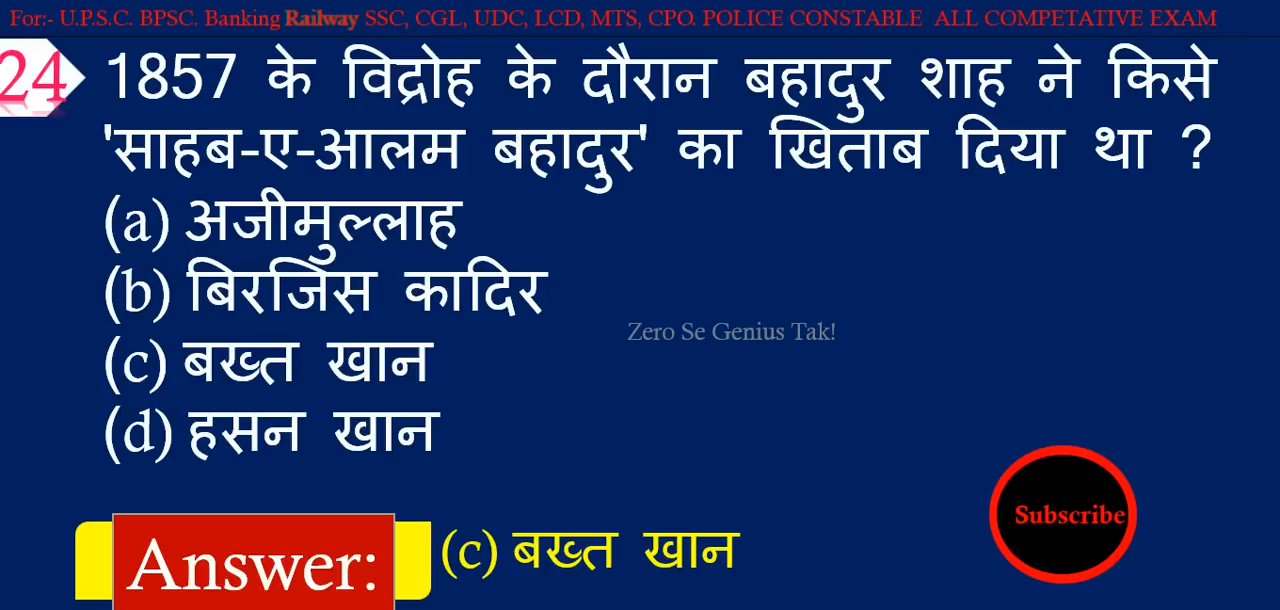 For:- U.P.S.C. BPSC. Banking Railway SSC, CGL, UDC, LCD, MTS, CPO. POLICE CONSTABLE ALL COMPETATIVE EXAM
24 1857 के विद्रोह के दौरान बहादुर शाह ने किसे
'साहब-ए-आलम बहादुर' का खिताब दिया था ?
(a) अजीमुल्लाह
(b) बिरजिस कादिर
Zero Se Genius Tak!
(c) बख्त खान
(d) हसन खान
Subscribe
Answer: (c) बख्त खान